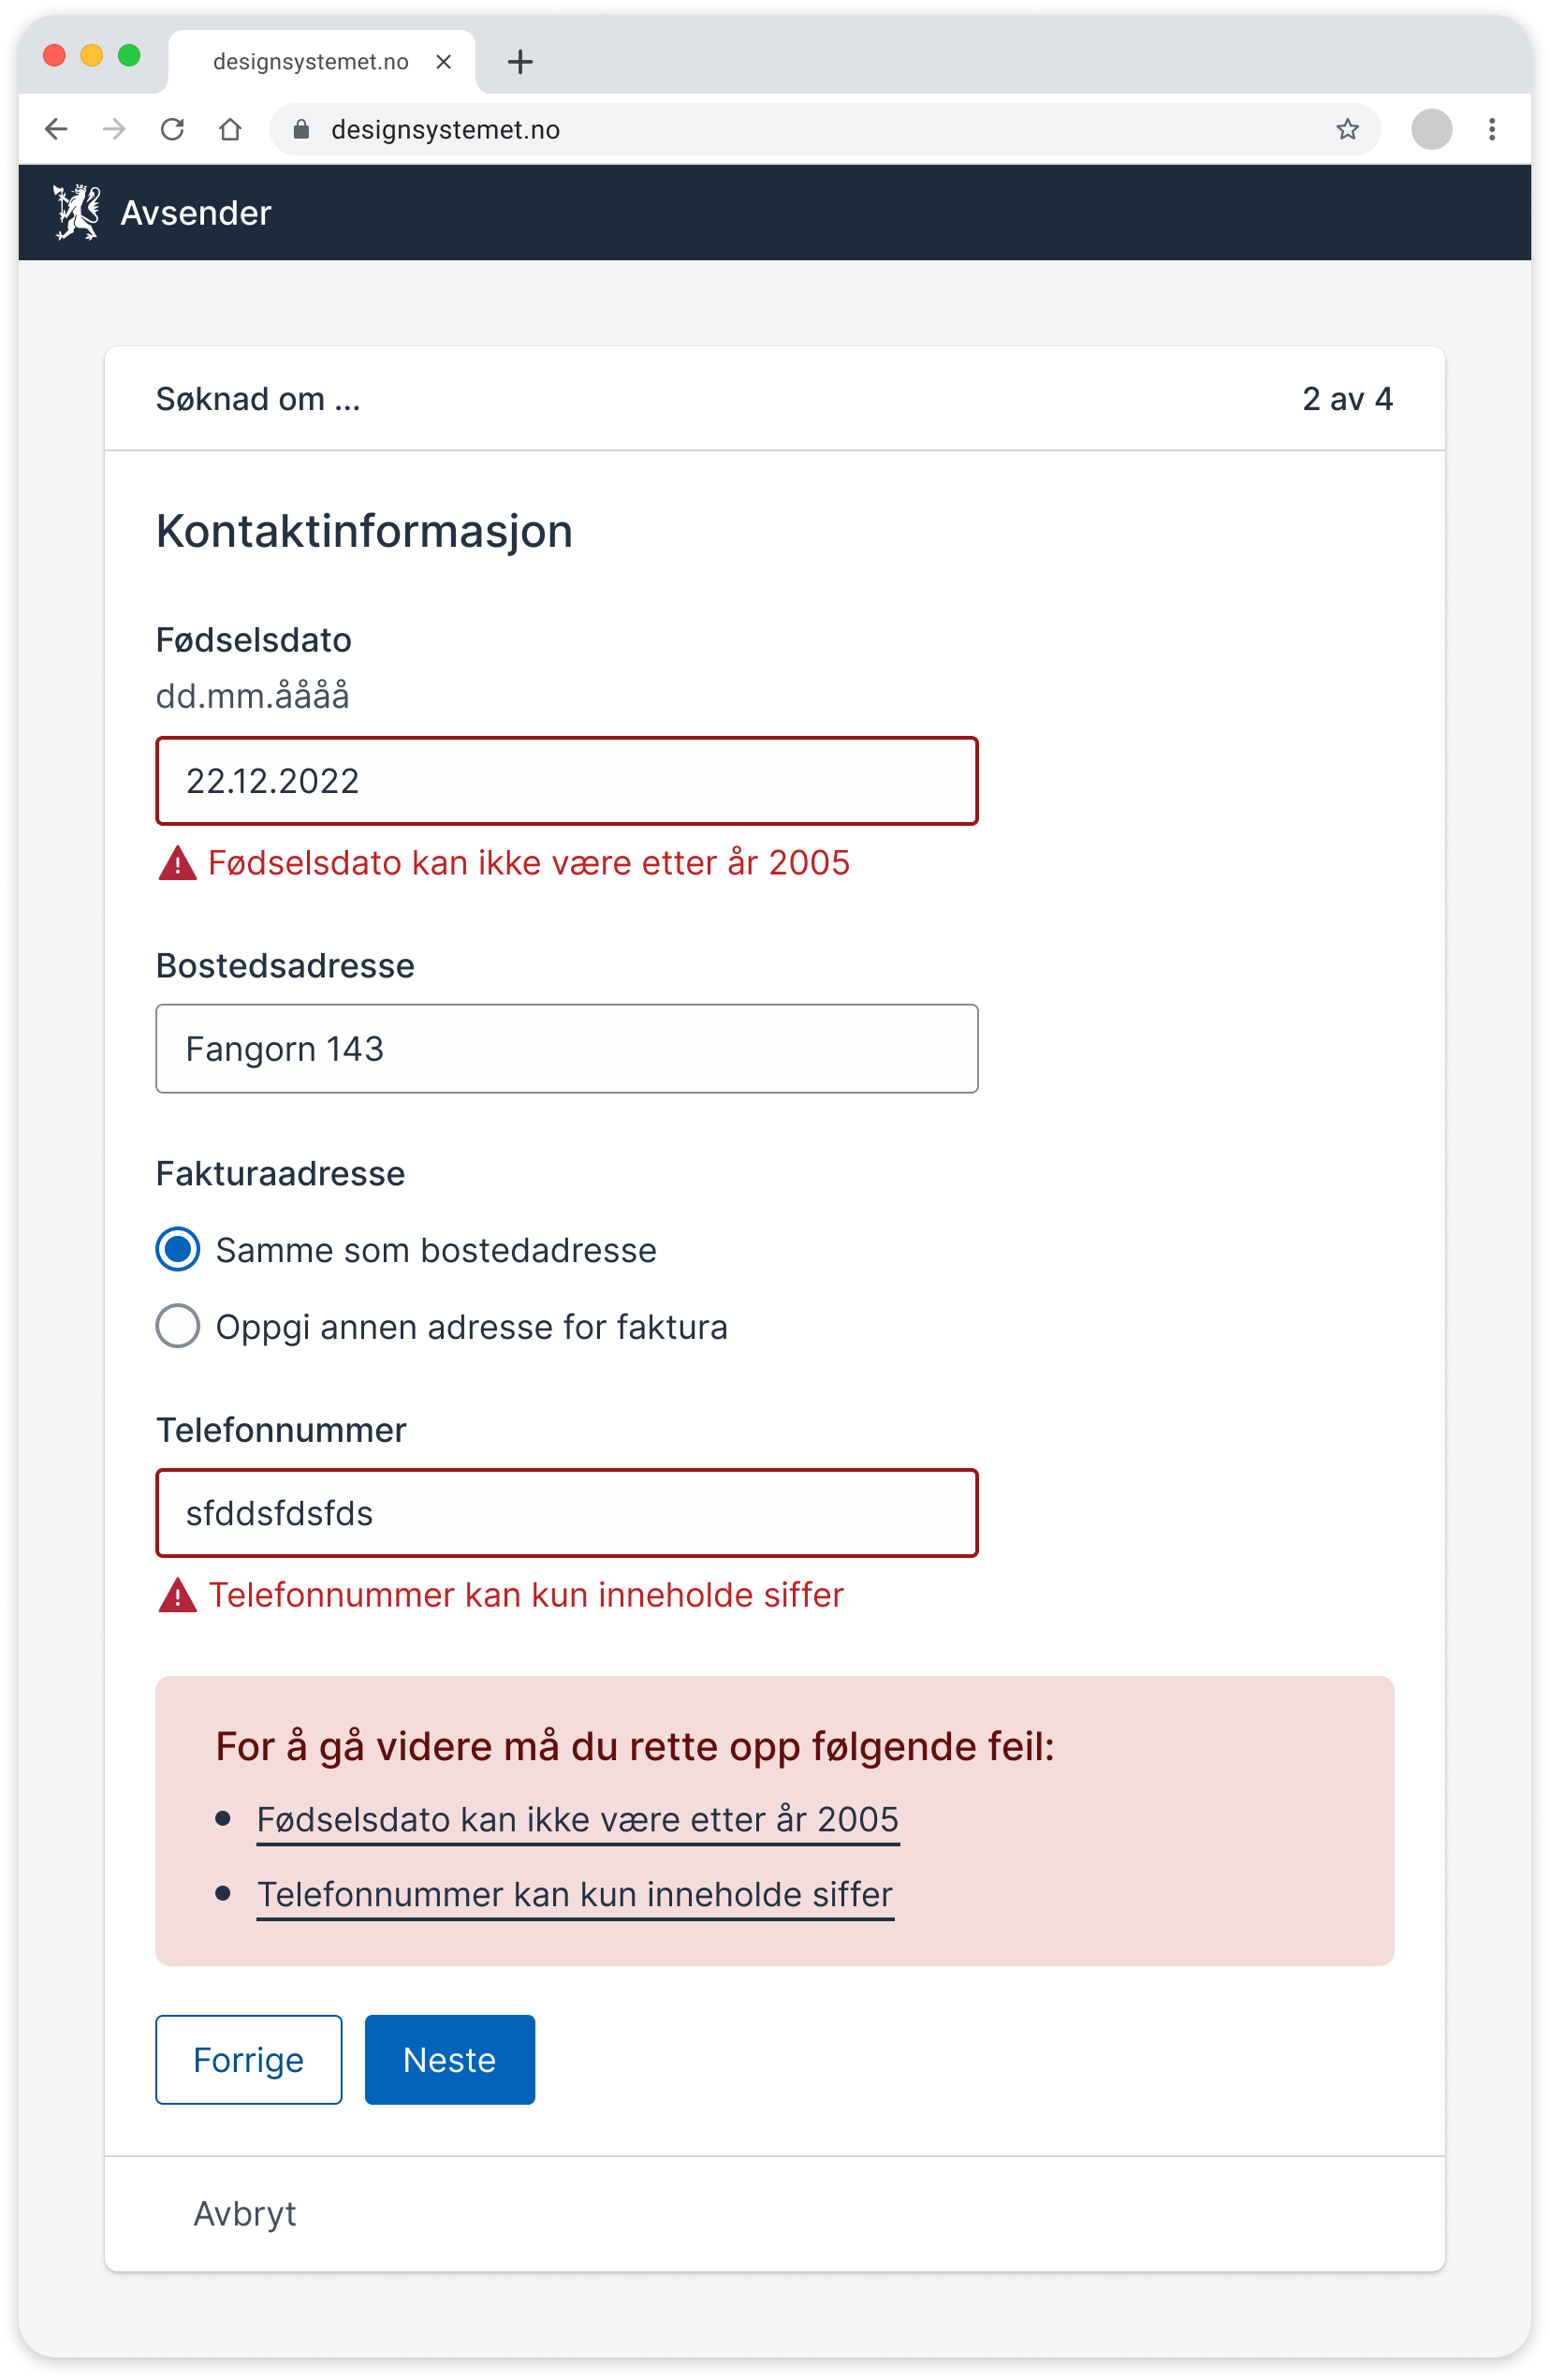 designsystemet.no
designsystemet.no
Avsender
Søknad om ...
2 av 4
Kontaktinformasjon
Fødselsdato
dd.mm.åååå
22.12.2022
Fødselsdato kan ikke være etter år 2005
Bostedsadresse
Fangorn 143
Fakturaadresse
Samme som bostedadresse
Oppgi annen adresse for faktura
Telefonnummer
sfddsfdsfds
Telefonnummer kan kun inneholde siffer
For å gå videre må du rette opp følgende feil:
Fødselsdato kan ikke være etter år 2005
Telefonnummer kan kun inneholde siffer
Forrige
Neste
Avbryt